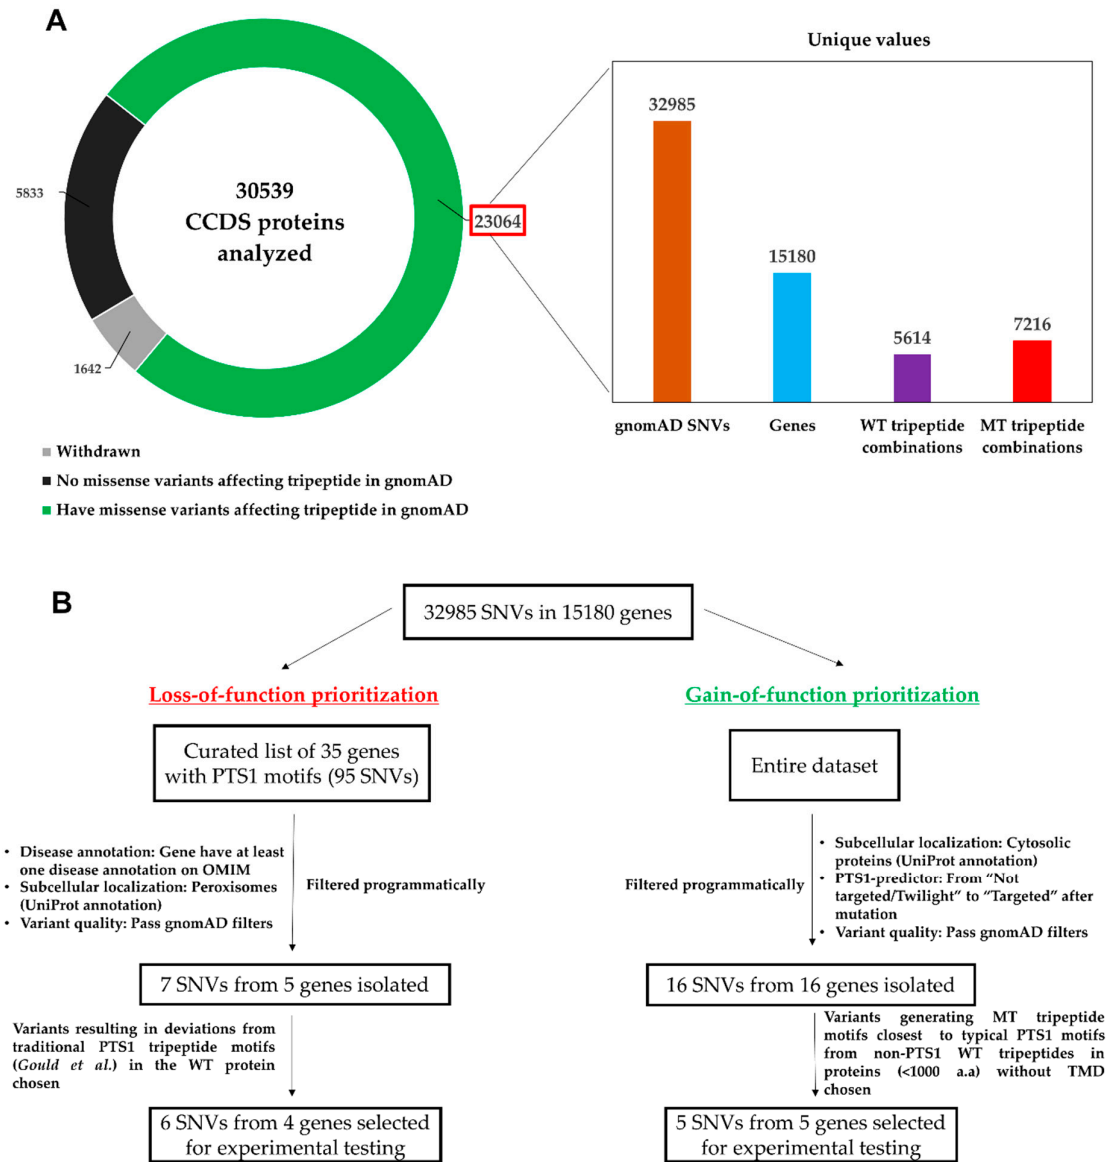 A
Unique values
32985
15180
5614
7216
gnomAD SNVs
Genes
WT tripeptide
combinations
MT tripeptide
combinations
5833
30539
CCDS proteins
analyzed
23064
1642
Withdrawn
No missense variants affecting tripeptide in gnomAD
Have missense variants affecting tripeptide in gnomAD
B
32985 SNVs in 15180 genes
Loss-of-function prioritization
Curated list of 35 genes
with PTS1 motifs (95 SNVs)
• Disease annotation: Gene have at least
one disease annotation on OMIM
• Subcellular localization: Peroxisomes
(UniProt annotation)
• Variant quality: Pass gnomAD filters
Filtered programmatically
7 SNVs from 5 genes isolated
Variants resulting in deviations from
traditional PTS1 tripeptide motifs
(Gould et al.) in the WT protein
chosen
6 SNVs from 4 genes selected
for experimental testing
Gain-of-function prioritization
Entire dataset
Filtered programmatically
• Subcellular localization: Cytosolic
proteins (UniProt annotation)
• PTS1-predictor: From “Not
targeted/Twilight” to “Targeted” after
mutation
• Variant quality: Pass gnomAD filters
16 SNVs from 16 genes isolated
Variants generating MT tripeptide
motifs closest to typical PTS1 motifs
from non-PTS1 WT tripeptides in
proteins (<1000 a.a) without TMD
chosen
5 SNVs from 5 genes selected
for experimental testing